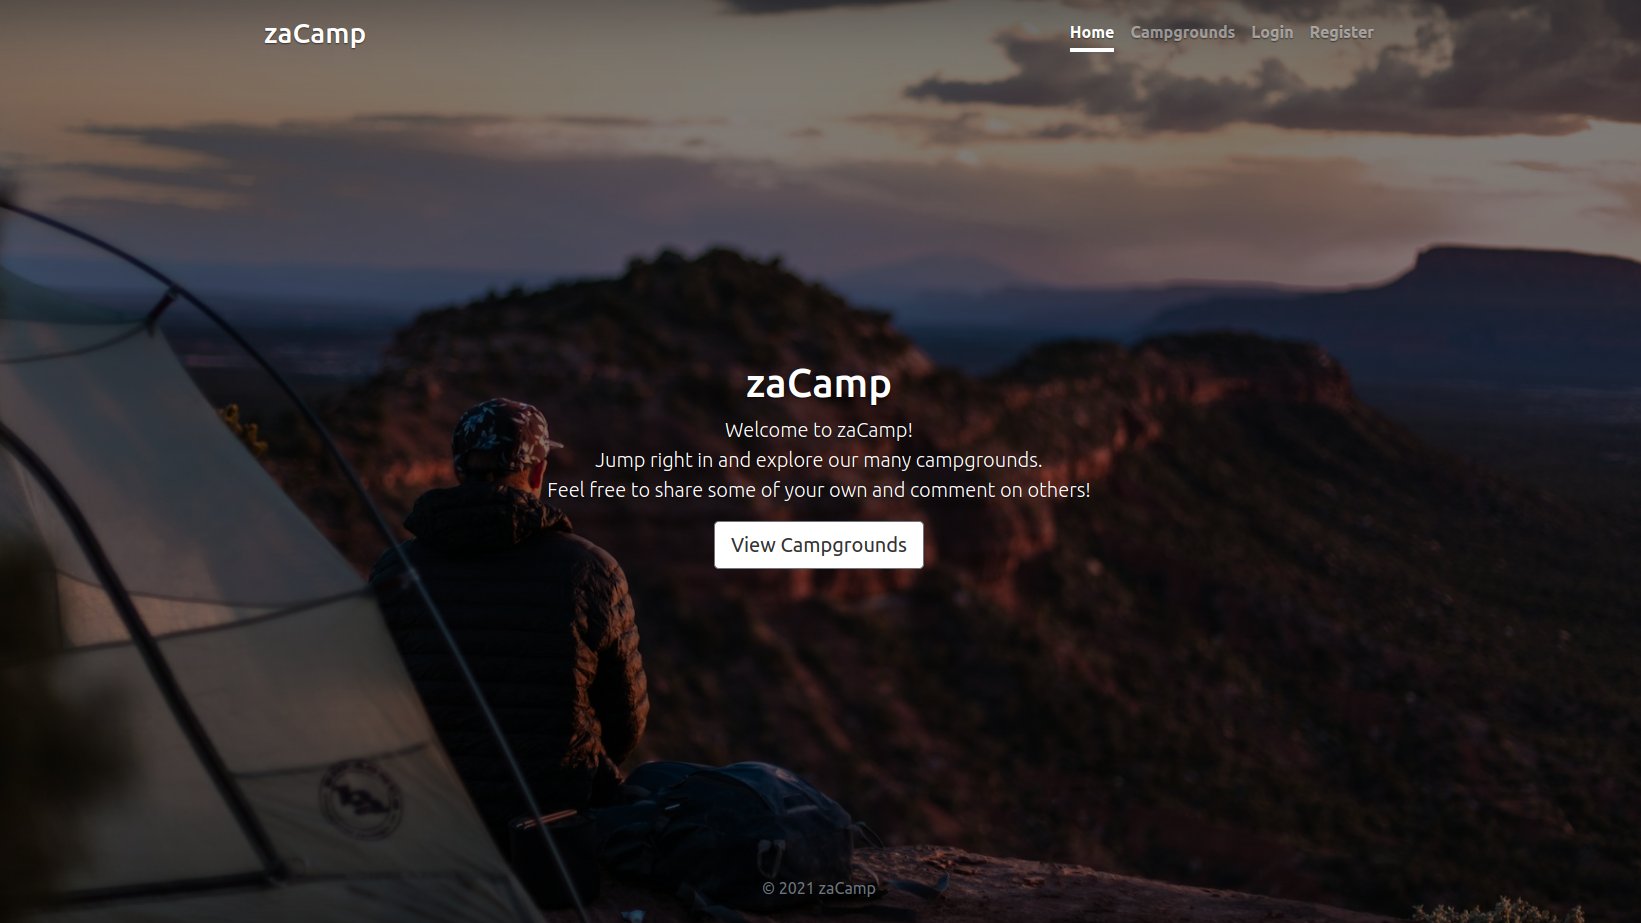 zaCamp
Home Campgrounds Login Register
zaCamp
Welcome to zaCamp!
Jump right in and explore our many campgrounds.
Feel free to share some of your own and comment on others!
View Campgrounds
© 2021 zaCamp